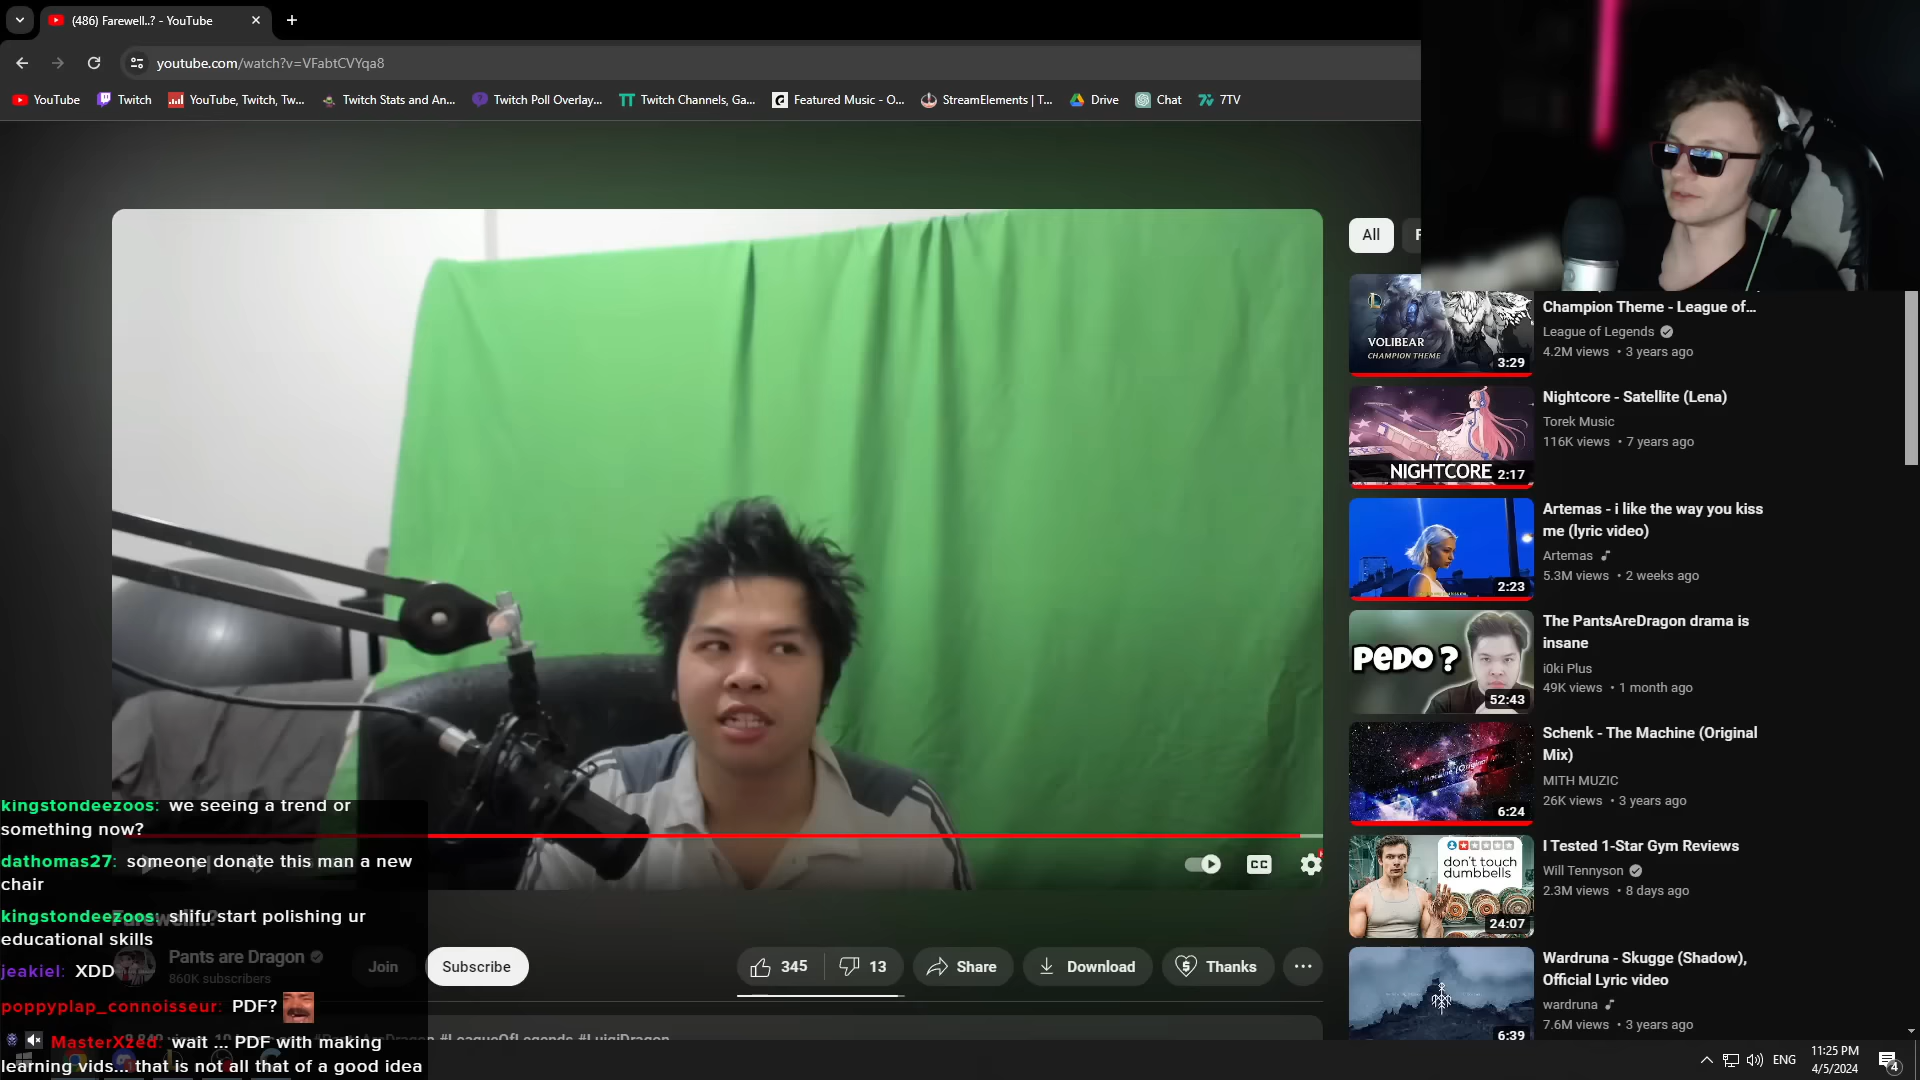 (486) Farewell..? - YouTube
youtube.com/watch?v=VFabtCVYqa8
YouTube
Twitch
YouTube, Twitch, Tw...
Twitch Stats and An...
Twitch Poll Overlay...
Twitch Channels, Ga...
Featured Music - O...
StreamElements | T...
Drive
Chat
7TV
All
VOLIBEAR
CHAMPION THEME
3:29
Champion Theme - League of...
League of Legends
4.2M views • 3 years ago
NIGHTCORE
2:17
Nightcore - Satellite (Lena)
Torek Music
116K views • 7 years ago
2:23
Artemas - i like the way you kiss
me (lyric video)
Artemas
5.3M views • 2 weeks ago
PEDO ?
52:43
The PantsAreDragon drama is
insane
i0ki Plus
49K views • 1 month ago
6:24
Schenk - The Machine (Original
Mix)
MITH MUZIC
26K views • 3 years ago
don't touch
dumbbells
24:07
I Tested 1-Star Gym Reviews
Will Tennyson
2.3M views • 8 days ago
6:39
Wardruna - Skugge (Shadow),
Official Lyric video
wardruna
7.6M views • 3 years ago
CC
kingstondeezoos: we seeing a trend or
something now?
dathomas27: someone donate this man a new
chair
kingstondeezoos: shifu start polishing ur
educational skills
jeakiel: XDD
poppyplap_connoisseur: PDF?
MasterXzed: wait ... PDF with making
learning vids... that is not all that of a good idea
Farewell..?
Pants are Dragon
860K subscribers
Join
Subscribe
345
13
Share
Download
Thanks
#LeagueOfLegends #LuigiDragon
ENG
11:25 PM
4/5/2024
4